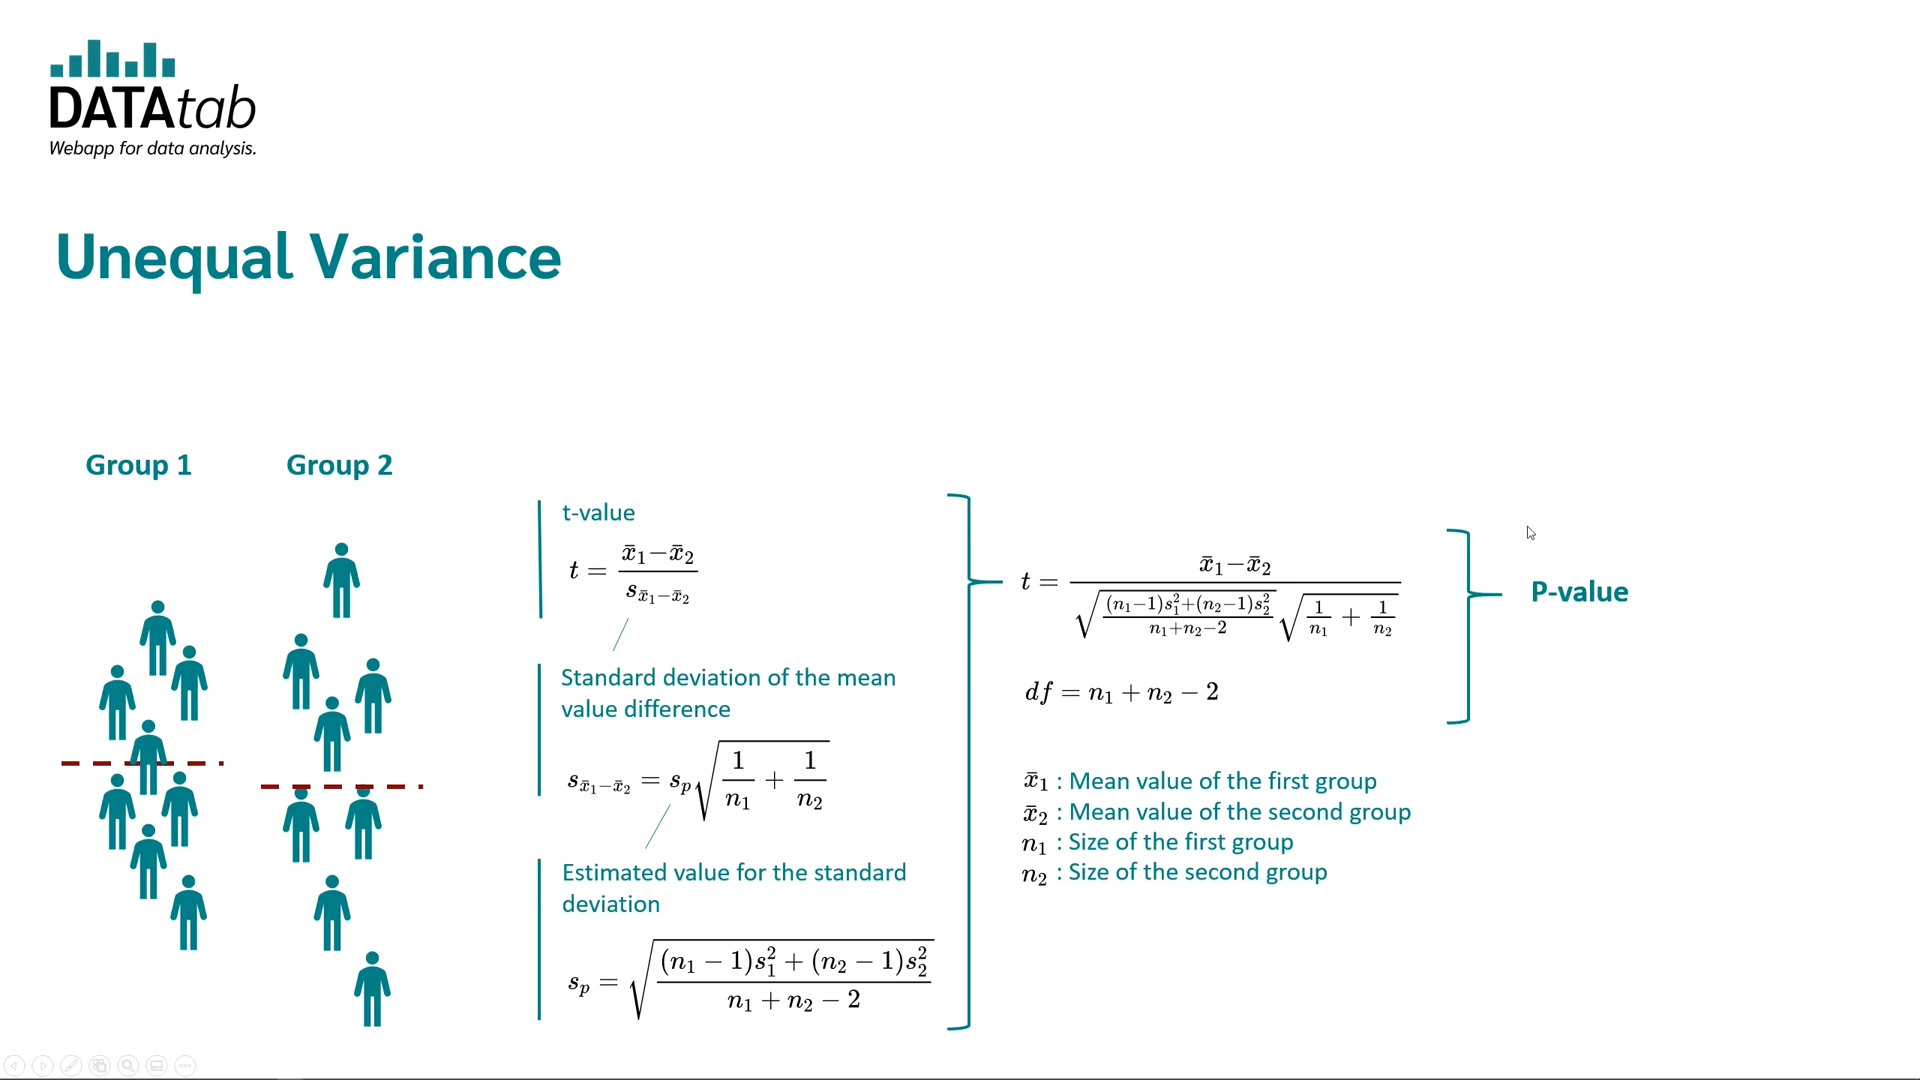 DATAtab
Webapp for data analysis.
Unequal Variance
Group 1
Group 2
t-value
t = x̄₁−x̄₂ / s_x̄₁−x̄₂
Standard deviation of the mean
value difference
s_x̄₁−x̄₂ = s_p √(1/n₁ + 1/n₂)
Estimated value for the standard
deviation
s_p = √((n₁ − 1)s₁² + (n₂ − 1)s₂² / n₁ + n₂ − 2)
t = x̄₁−x̄₂ / √((n₁−1)s₁²+(n₂−1)s₂² / n₁+n₂−2) √(1/n₁ + 1/n₂)
df = n₁ + n₂ − 2
x̄₁ : Mean value of the first group
x̄₂ : Mean value of the second group
n₁ : Size of the first group
n₂ : Size of the second group
P-value